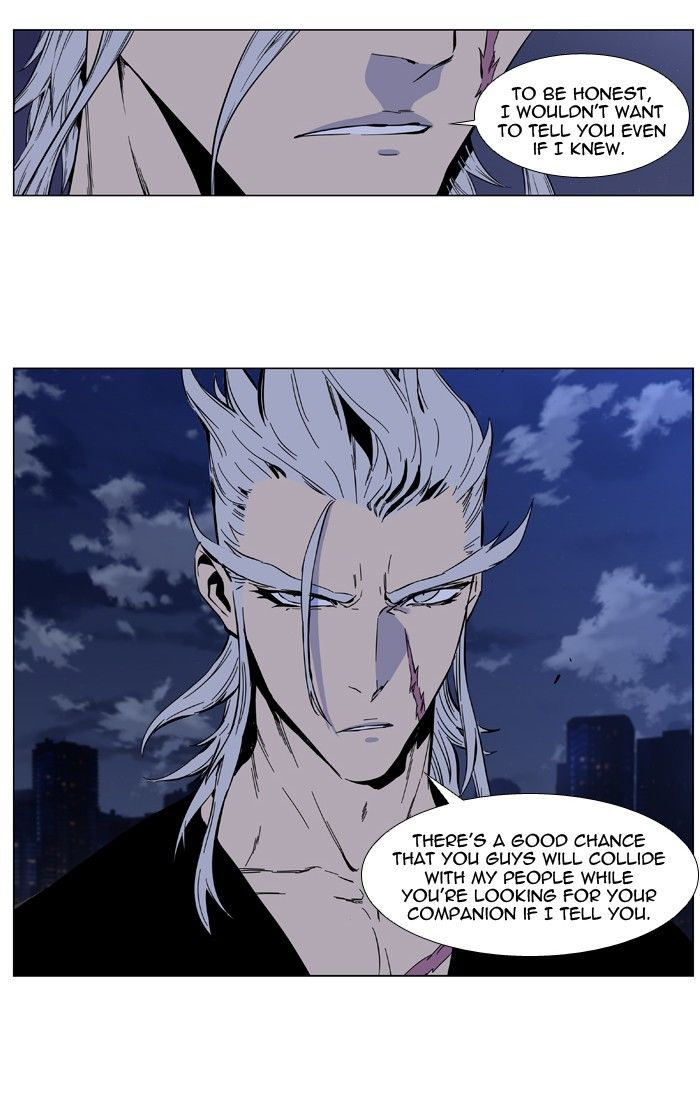 TO BE HONEST,
I WOULDN'T WANT
TO TELL YOU EVEN
IF I KNEW.
THERE'S A GOOD CHANCE
THAT YOU GUYS WILL COLLIDE
WITH MY PEOPLE WHILE
YOU'RE LOOKING FOR YOUR
COMPANION IF I TELL YOU.